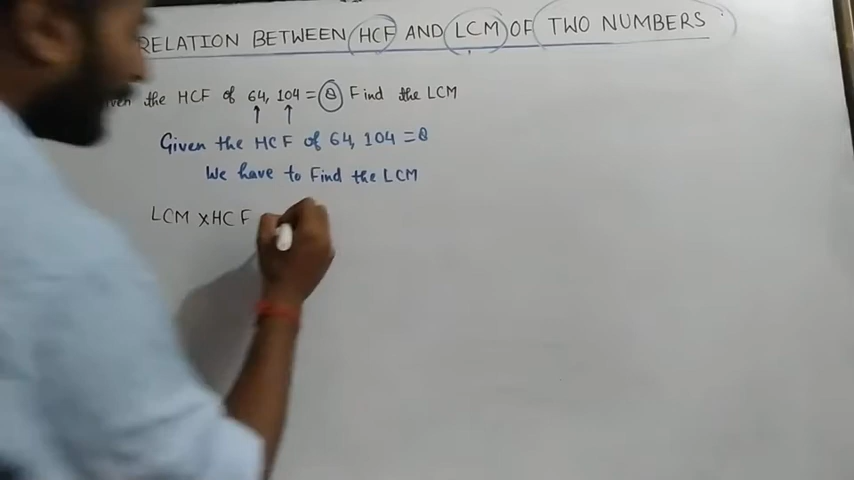 RELATION BETWEEN HCF AND LCM OF TWO NUMBERS
the HCF of 64, 104 = 8 Find the LCM
Given the HCF of 64, 104 = 8
We have to Find the LCM
LCM X HCF